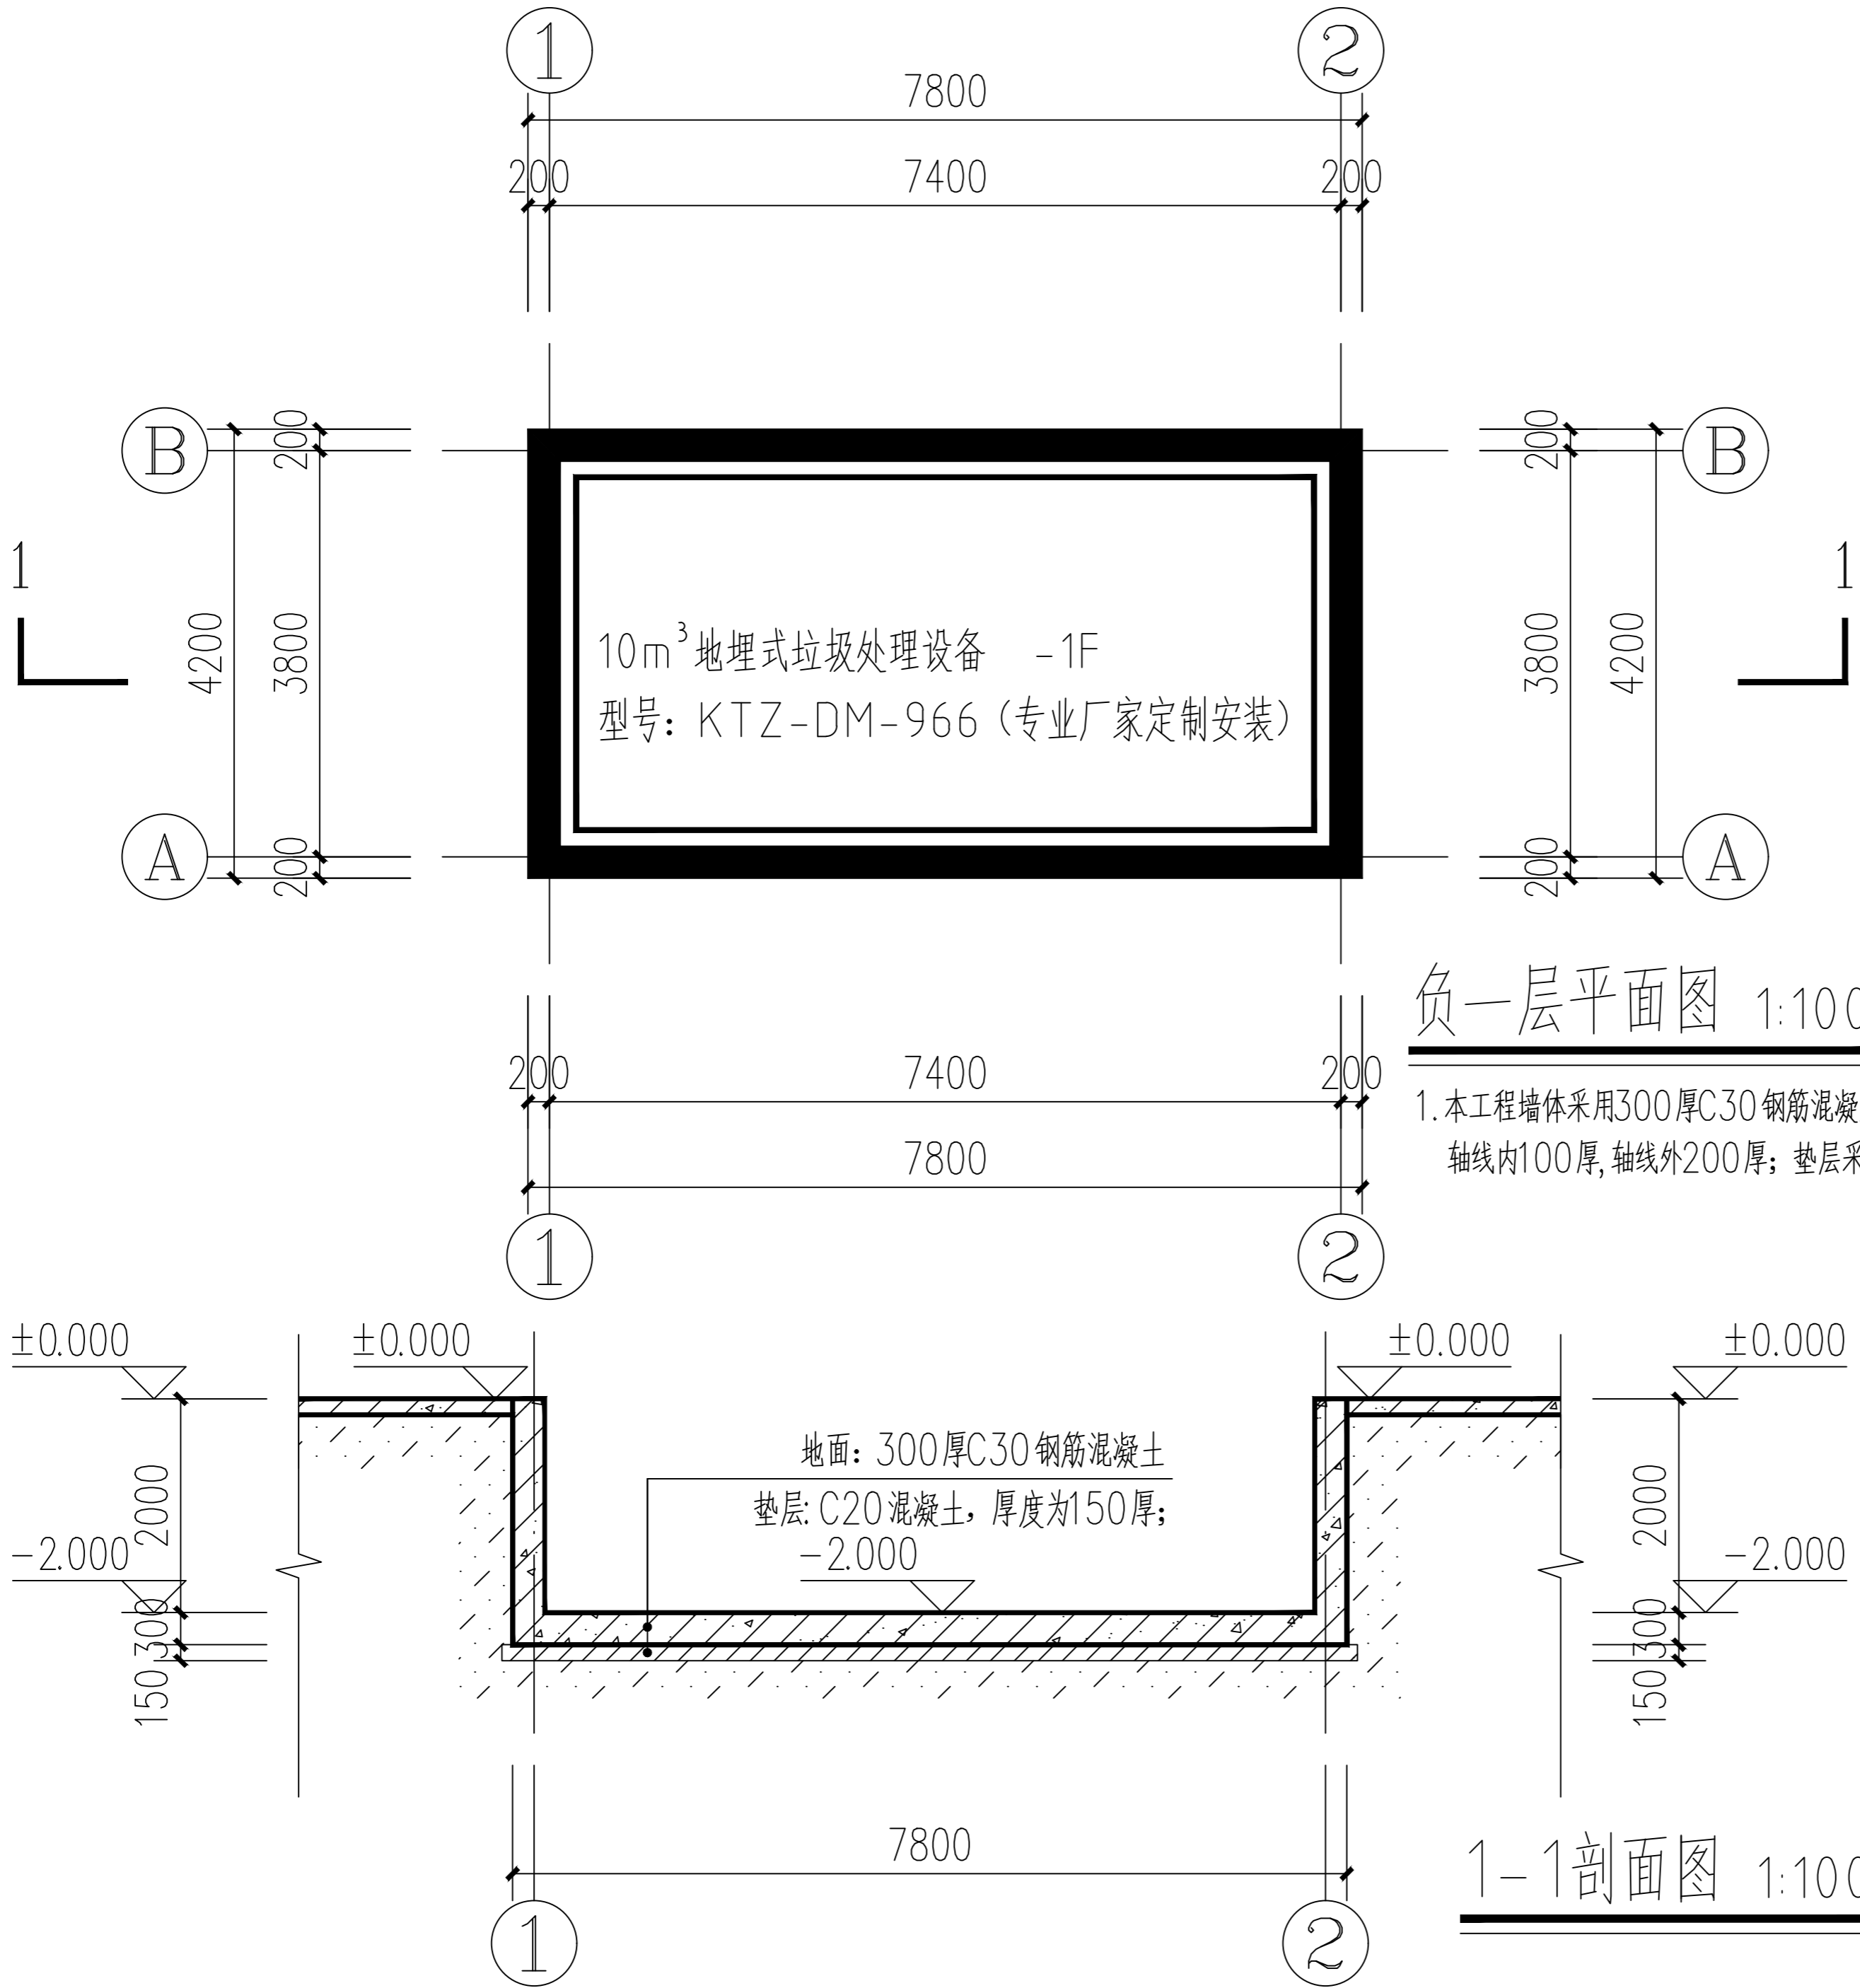 1 2
7800
200 7400 200
B 200 200 B
1 1
4200 3800 3800 4200
10m³地埋式垃圾处理设备 -1F
型号：KTZ-DM-966（专业厂家定制安装）
A 200 200 A
负一层平面图 1:100
200 7400 200
1.本工程墙体采用300厚C30钢筋混凝
轴线内100厚,轴线外200厚；垫层采
7800
1 2
±0.000 ±0.000 ±0.000 ±0.000
地面：300厚C30钢筋混凝土
垫层:C20混凝土，厚度为150厚；
2000 2000
-2.000 -2.000 -2.000
300 300
150 150
7800
1-1剖面图 1:100
1 2